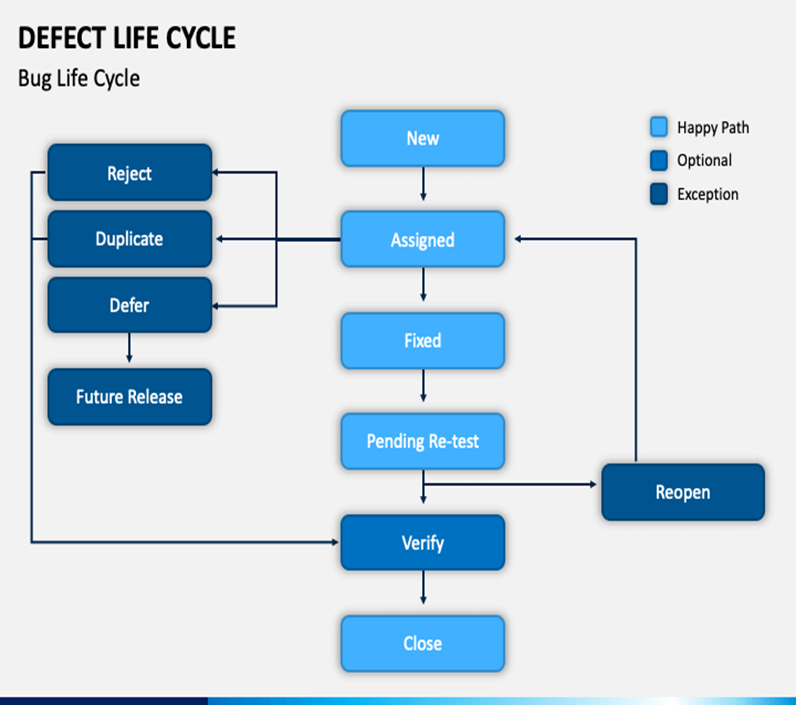 DEFECT LIFE CYCLE
Bug Life Cycle
New
Happy Path
Optional
Exception
Reject
Duplicate
Assigned
Defer
Fixed
Future Release
Pending Re-test
Reopen
Verify
Close